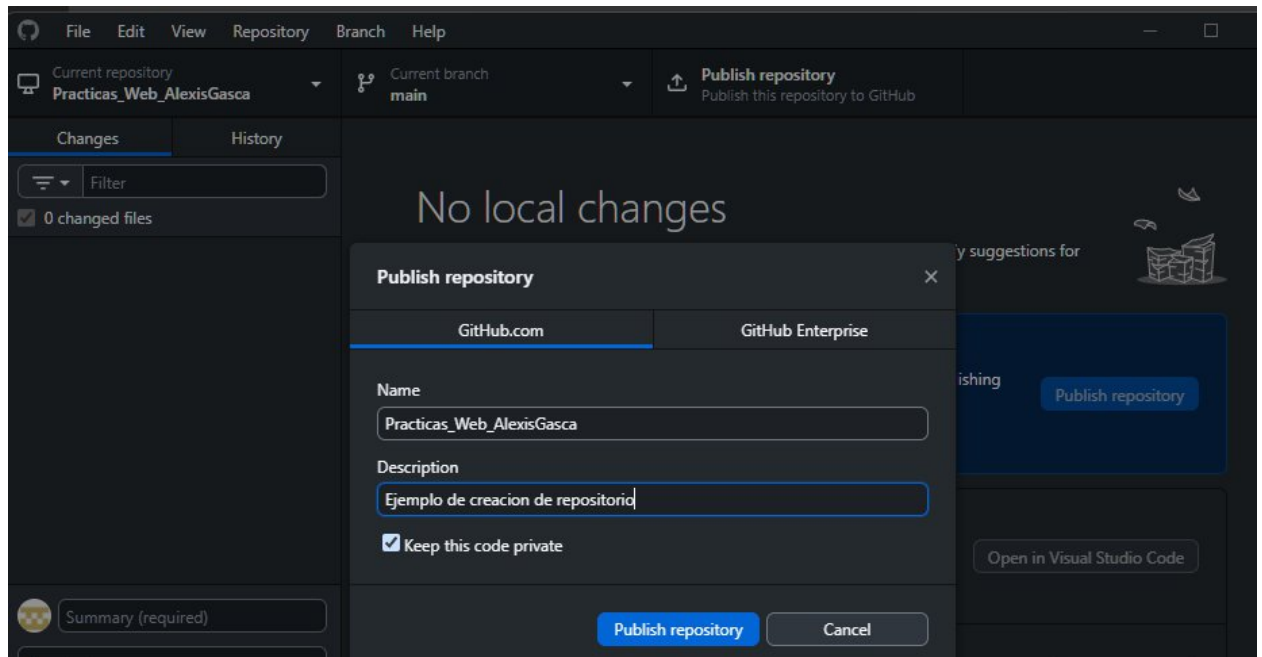 File Edit View Repository Branch Help
Current repository
Practicas_Web_AlexisGasca
Current branch
main
Publish repository
Publish this repository to GitHub
Changes History
Filter
0 changed files
No local changes
y suggestions for
Publish repository
GitHub.com GitHub Enterprise
ishing
Publish repository
Name
Practicas_Web_AlexisGasca
Description
Ejemplo de creacion de repositorio
Keep this code private
Open in Visual Studio Code
Summary (required)
Publish repository Cancel